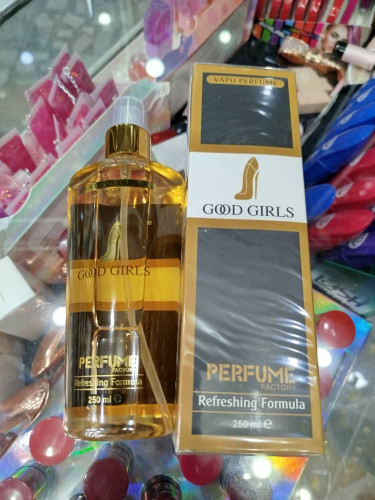 GOOD GIRLS
PERFUME
FACTORY
Refreshing Formula
250 ml e
VAPO PERFUME
GOOD GIRLS
PERFUME
FACTORY
Refreshing Formula
250 ml e